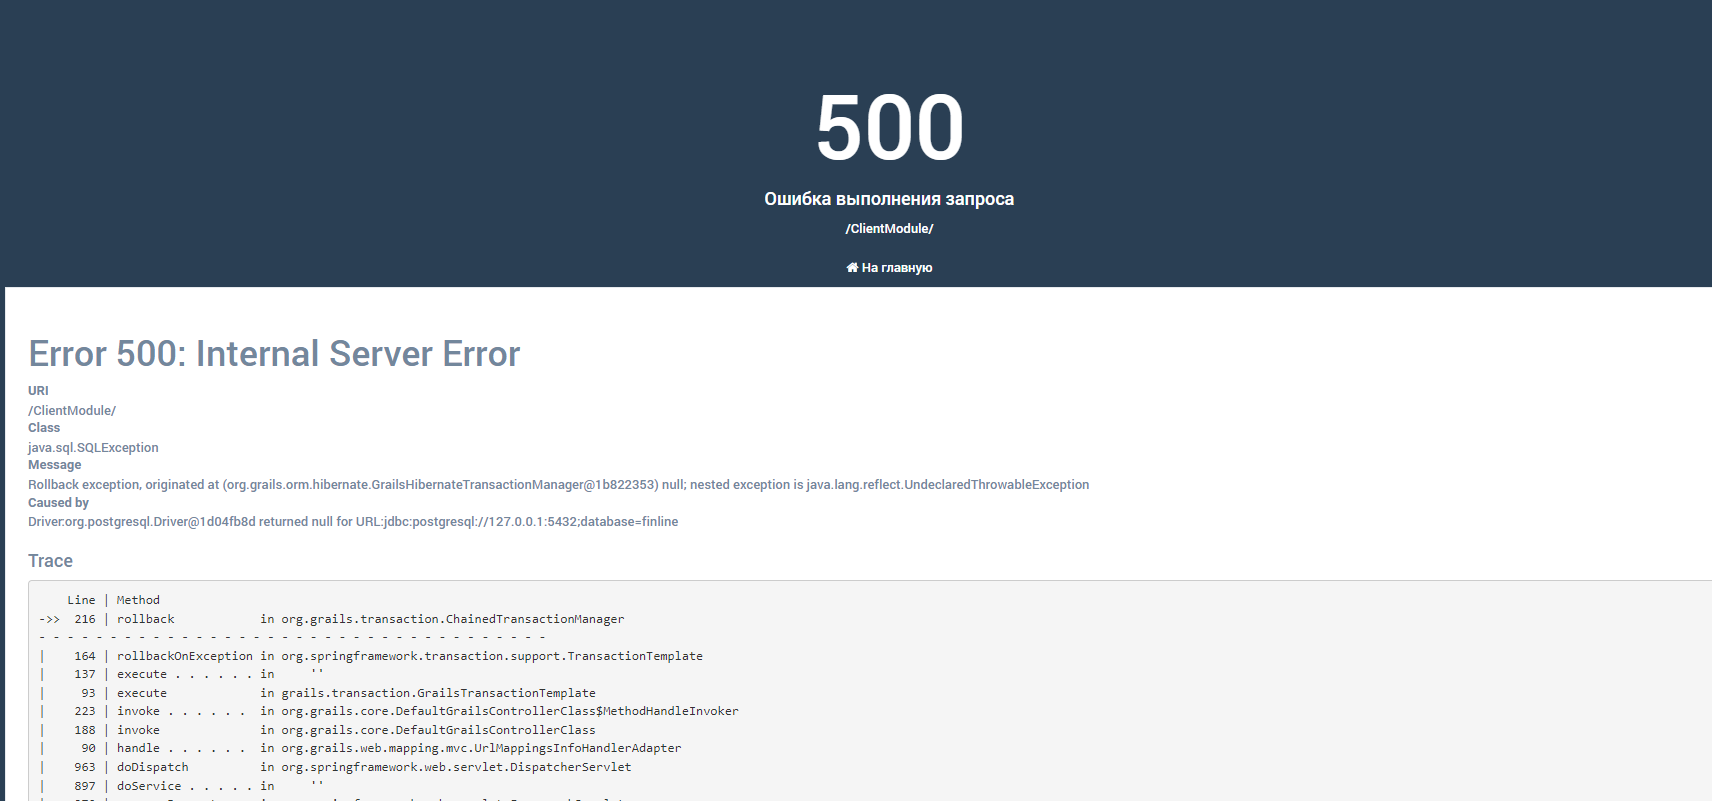 500
Ошибка выполнения запроса
/ClientModule/
На главную
Error 500: Internal Server Error
URI
/ClientModule/
Class
java.sql.SQLException
Message
Rollback exception, originated at (org.grails.orm.hibernate.GrailsHibernateTransactionManager@1b822353) null; nested exception is java.lang.reflect.UndeclaredThrowableException
Caused by
Driver:org.postgresql.Driver@1d04fb8d returned null for URL:jdbc:postgresql://127.0.0.1:5432;database=finline
Trace
Line | Method
->> 216 | rollback in org.grails.transaction.ChainedTransactionManager
- - - - - - - - - - - - - - - - - - - - - - - - - - - - - - - - - - - -
| 164 | rollbackOnException in org.springframework.transaction.support.TransactionTemplate
| 137 | execute . . . . . . in ''
| 93 | execute in grails.transaction.GrailsTransactionTemplate
| 223 | invoke . . . . . . in org.grails.core.DefaultGrailsControllerClass$MethodHandleInvoker
| 188 | invoke in org.grails.core.DefaultGrailsControllerClass
| 90 | handle . . . . . . in org.grails.web.mapping.mvc.UrlMappingsInfoHandlerAdapter
| 963 | doDispatch in org.springframework.web.servlet.DispatcherServlet
| 897 | doService . . . . . in ''